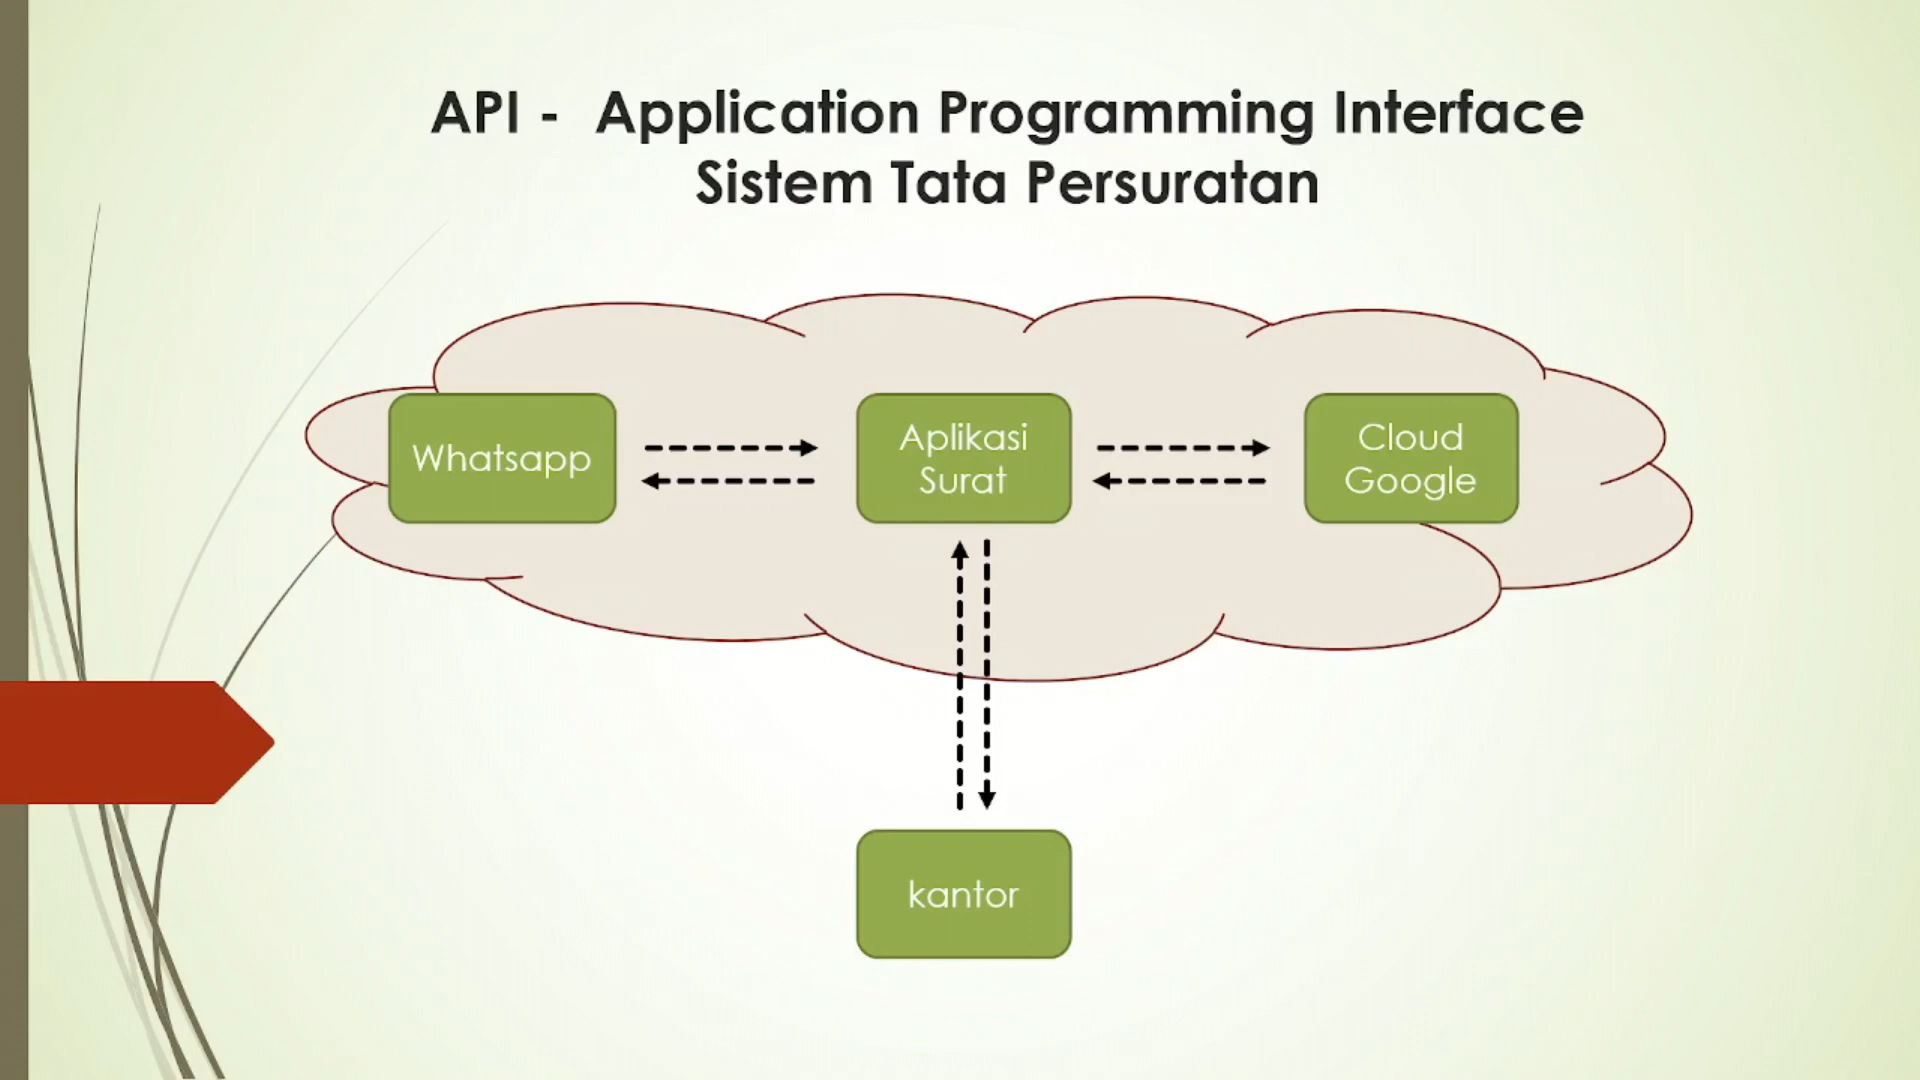 API -  Application Programming Interface
Sistem Tata Persuratan
Whatsapp
Aplikasi
Surat
Cloud
Google
kantor